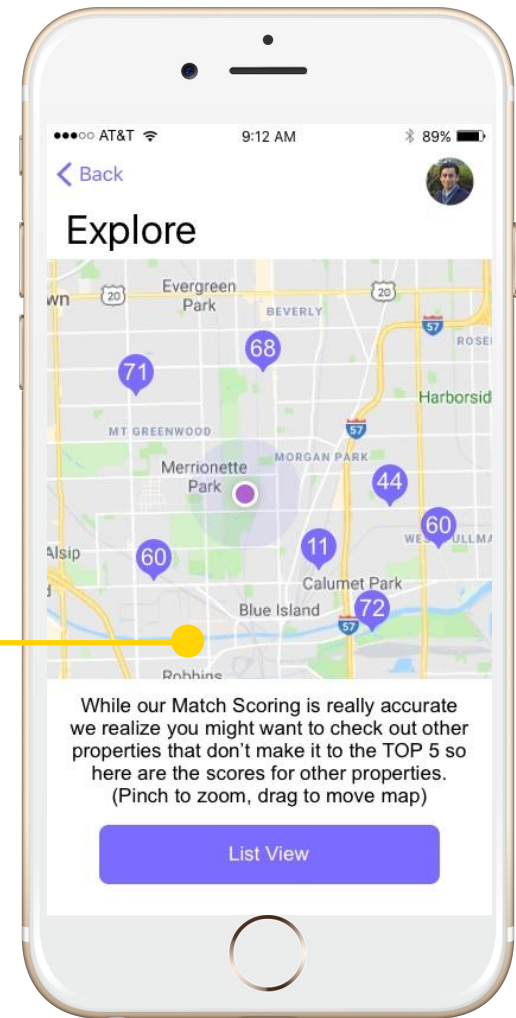 ●●●○○ AT&T 9:12 AM 89%
Back
Explore
Evergreen
Park
wn
20
20
BEVERLY
57
ROSE
68
71
Harborsid
MT GREENWOOD
57
MORGAN PARK
Merrionette
Park
44
60
WES PULLMA
11
60
Alsip
Calumet Park
72
Blue Island
57
Robbins
While our Match Scoring is really accurate
we realize you might want to check out other
properties that don't make it to the TOP 5 so
here are the scores for other properties.
(Pinch to zoom, drag to move map)
List View